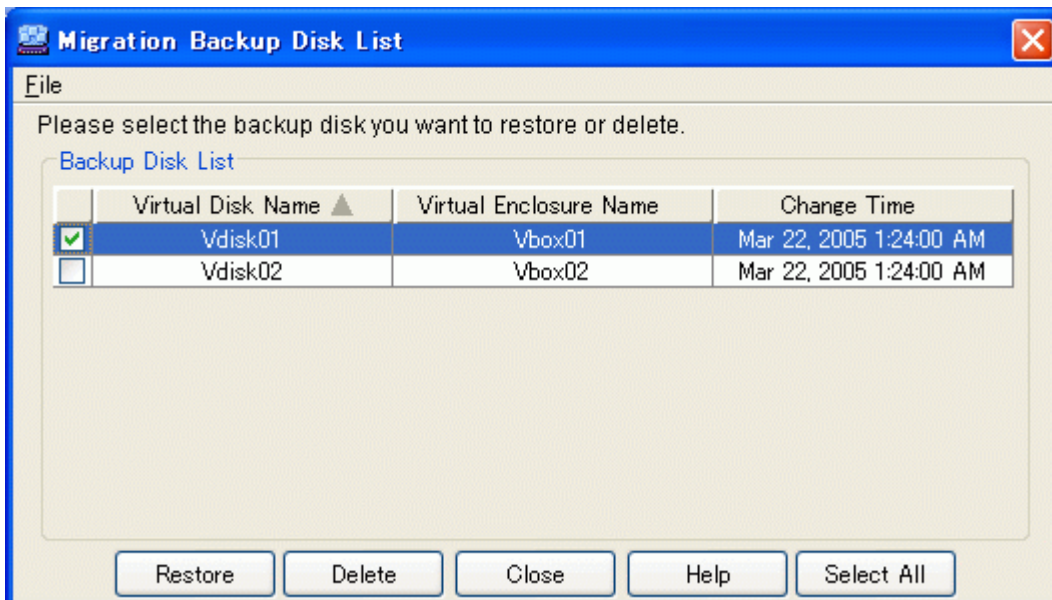 Migration Backup Disk List
File
Please select the backup disk you want to restore or delete.
Backup Disk List
Virtual Disk Name Virtual Enclosure Name Change Time
Vdisk01 Vbox01 Mar 22, 2005 1:24:00 AM
Vdisk02 Vbox02 Mar 22, 2005 1:24:00 AM
Restore Delete Close Help Select All